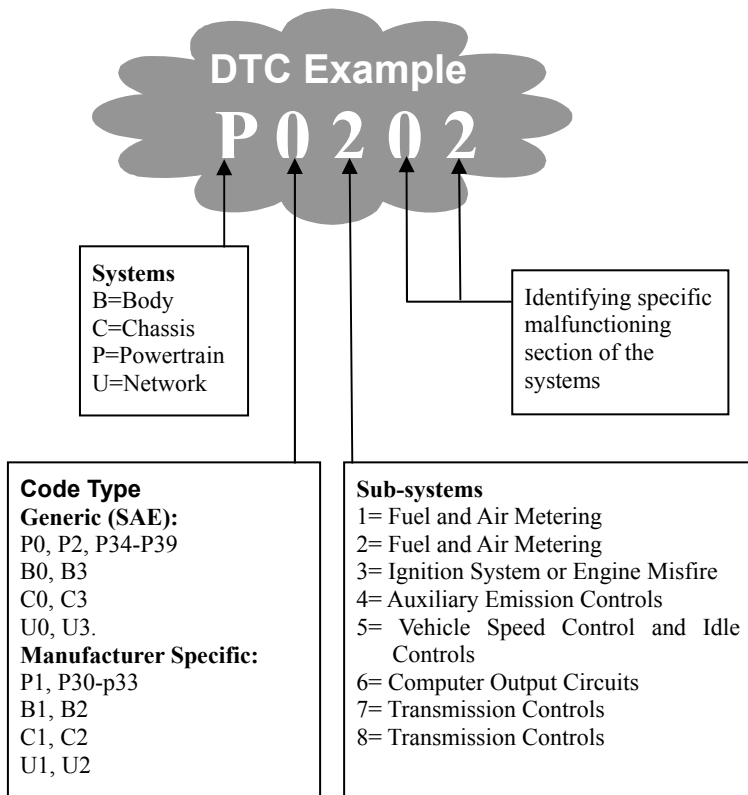 DTC Example
P 0 2 0 2
Systems
B=Body
C=Chassis
P=Powertrain
U=Network
Identifying specific
malfunctioning
section of the
systems
Code Type
Generic (SAE):
P0, P2, P34-P39
B0, B3
C0, C3
U0, U3.
Manufacturer Specific:
P1, P30-p33
B1, B2
C1, C2
U1, U2
Sub-systems
1= Fuel and Air Metering
2= Fuel and Air Metering
3= Ignition System or Engine Misfire
4= Auxiliary Emission Controls
5= Vehicle Speed Control and Idle
Controls
6= Computer Output Circuits
7= Transmission Controls
8= Transmission Controls